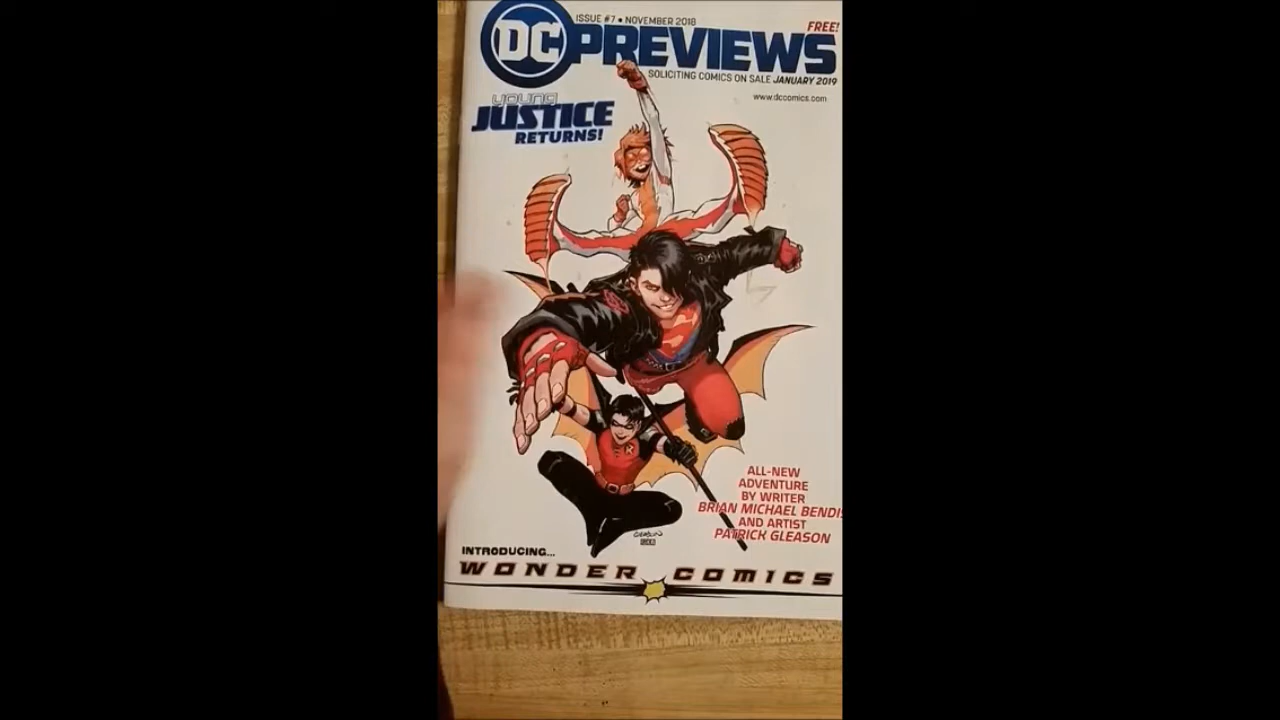 ISSUE #7 • NOVEMBER 2018
FREE!
DC PREVIEWS
SOLICITING COMICS ON SALE JANUARY 2019
www.dccomics.com
young
JUSTICE
RETURNS!
R
ALL-NEW
ADVENTURE
BY WRITER
BRIAN MICHAEL BENDIS
AND ARTIST
PATRICK GLEASON
GLEASON
INTRODUCING...
WONDER COMICS